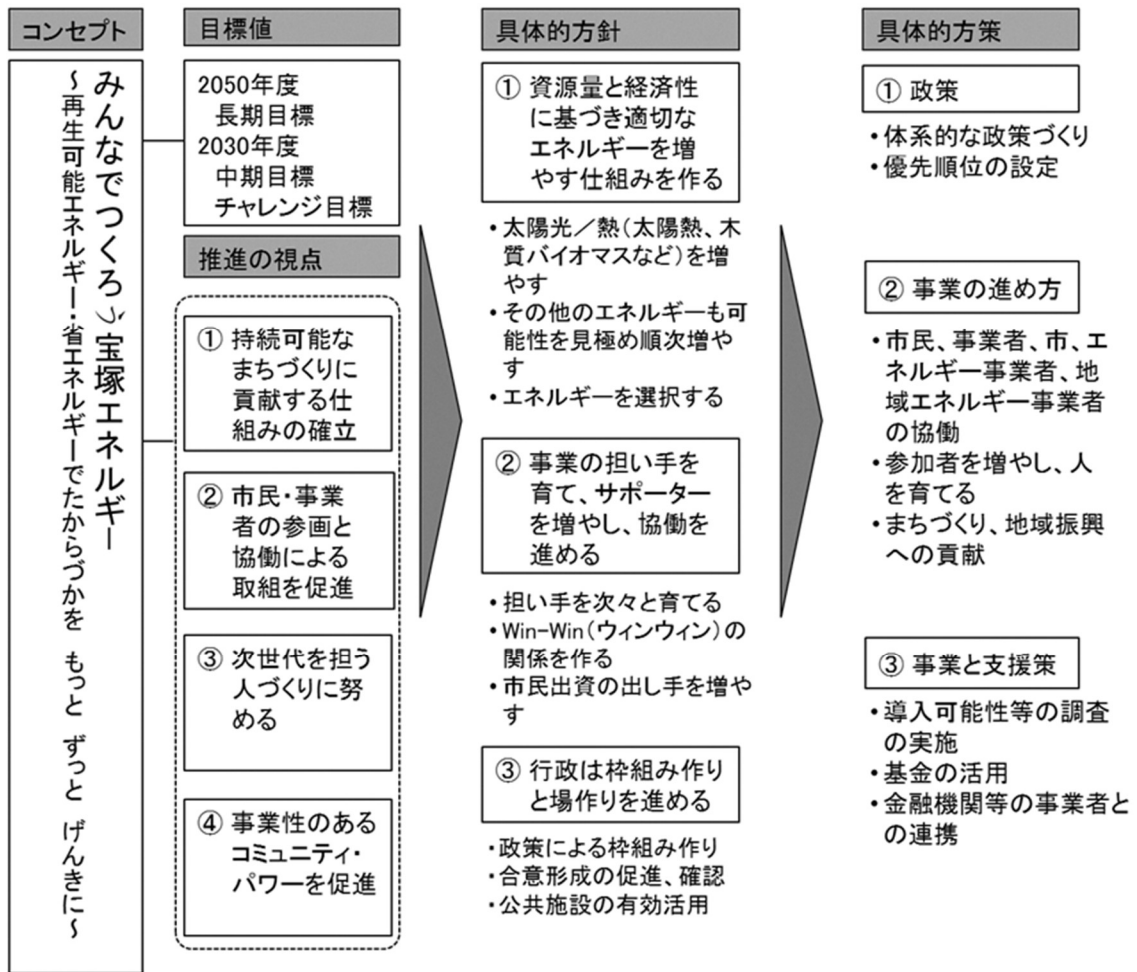 コンセプト
みんなでつくろう宝塚エネルギー
～再生可能エネルギー・省エネルギーでたからづかを もっと ずっと げんきに～
目標値
2050年度
長期目標
2030年度
中期目標
チャレンジ目標
推進の視点
① 持続可能な
まちづくりに
貢献する仕
組みの確立
② 市民・事業
者の参画と
協働による
取組を促進
③ 次世代を担う
人づくりに努
める
④ 事業性のある
コミュニティ・
パワーを促進
具体的方針
① 資源量と経済性
に基づき適切な
エネルギーを増
やす仕組みを作る
・太陽光／熱（太陽熱、木
質バイオマスなど）を増
やす
・その他のエネルギーも可
能性を見極め順次増や
す
・エネルギーを選択する
② 事業の担い手を
育て、サポーター
を増やし、協働を
進める
・担い手を次々と育てる
・Win-Win（ウィンウィン）の
関係を作る
・市民出資の出し手を増や
す
③ 行政は枠組み作り
と場作りを進める
・政策による枠組み作り
・合意形成の促進、確認
・公共施設の有効活用
具体的方策
① 政策
・体系的な政策づくり
・優先順位の設定
② 事業の進め方
・市民、事業者、市、エ
ネルギー事業者、地
域エネルギー事業者
の協働
・参加者を増やし、人
を育てる
・まちづくり、地域振興
への貢献
③ 事業と支援策
・導入可能性等の調査
の実施
・基金の活用
・金融機関等の事業者と
の連携